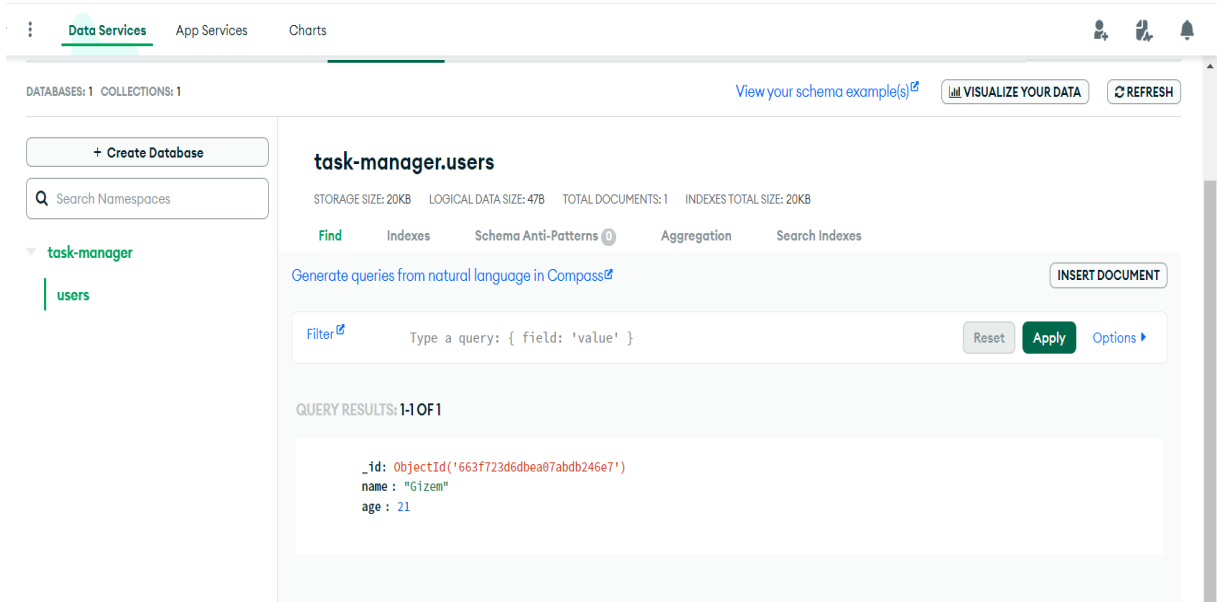 Data Services App Services Charts
DATABASES: 1 COLLECTIONS: 1
View your schema example(s) VISUALIZE YOUR DATA REFRESH
+ Create Database
Search Namespaces
task-manager
users
task-manager.users
STORAGE SIZE: 20KB LOGICAL DATA SIZE: 47B TOTAL DOCUMENTS: 1 INDEXES TOTAL SIZE: 20KB
Find Indexes Schema Anti-Patterns 0 Aggregation Search Indexes
Generate queries from natural language in Compass
INSERT DOCUMENT
Filter Type a query: { field: 'value' } Reset Apply Options
QUERY RESULTS: 1-1 OF 1
_id: ObjectId('663f723d6dbea07abdb246e7')
name : "Gizem"
age : 21